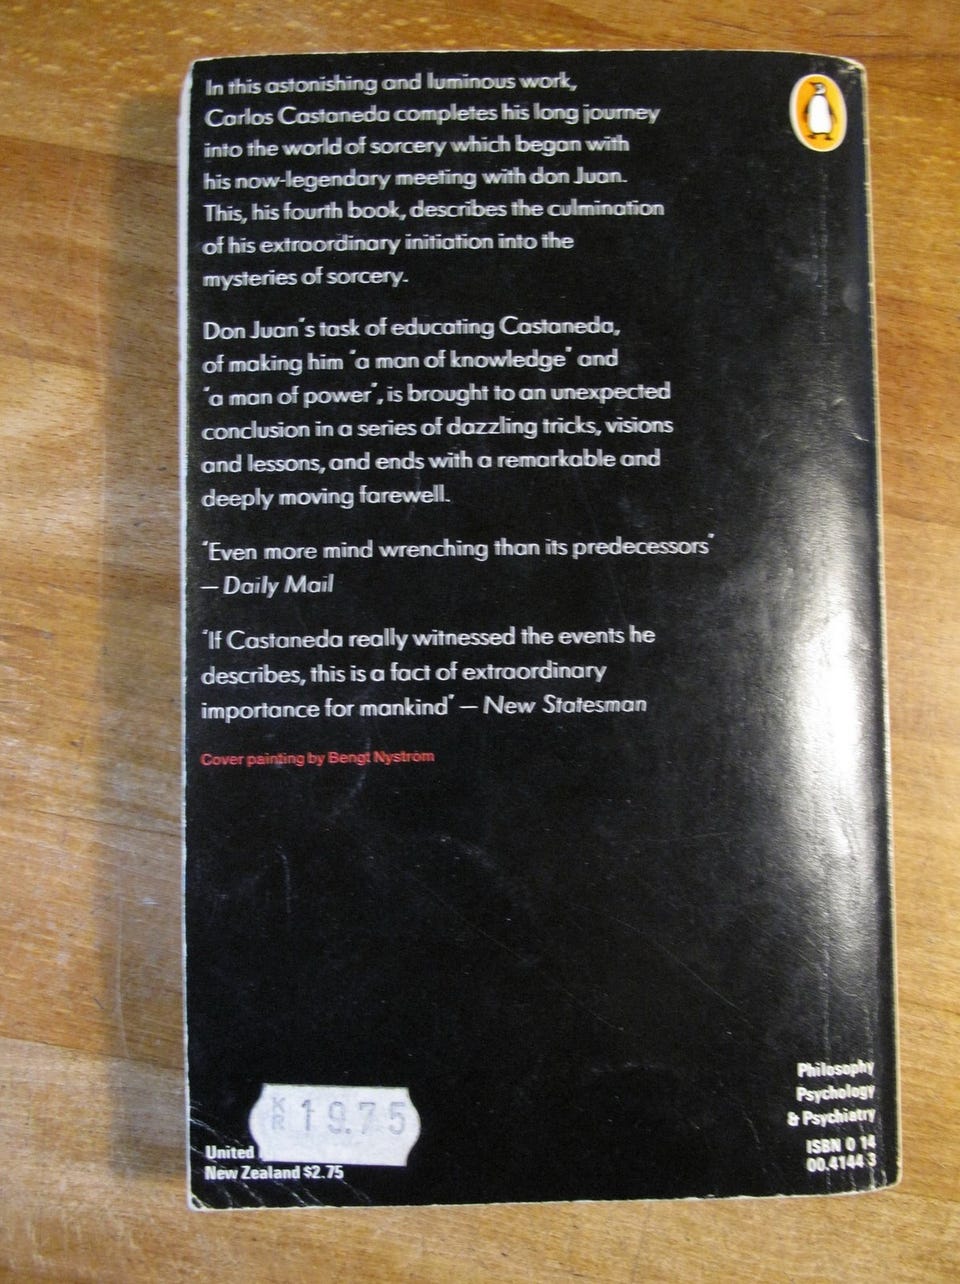 In this astonishing and luminous work,
Carlos Castaneda completes his long journey
into the world of sorcery which began with
his now-legendary meeting with don Juan.
This, his fourth book, describes the culmination
of his extraordinary initiation into the
mysteries of sorcery.
Don Juan's task of educating Castaneda,
of making him 'a man of knowledge' and
'a man of power', is brought to an unexpected
conclusion in a series of dazzling tricks, visions
and lessons, and ends with a remarkable and
deeply moving farewell.
'Even more mind wrenching than its predecessors'
– Daily Mail
'If Castaneda really witnessed the events he
describes, this is a fact of extraordinary
importance for mankind' – New Statesman
Cover painting by Bengt Nystrom
KR 19.75
United
New Zealand $2.75
Philosophy
Psychology
& Psychiatry
ISBN 0 14
00.4144 3